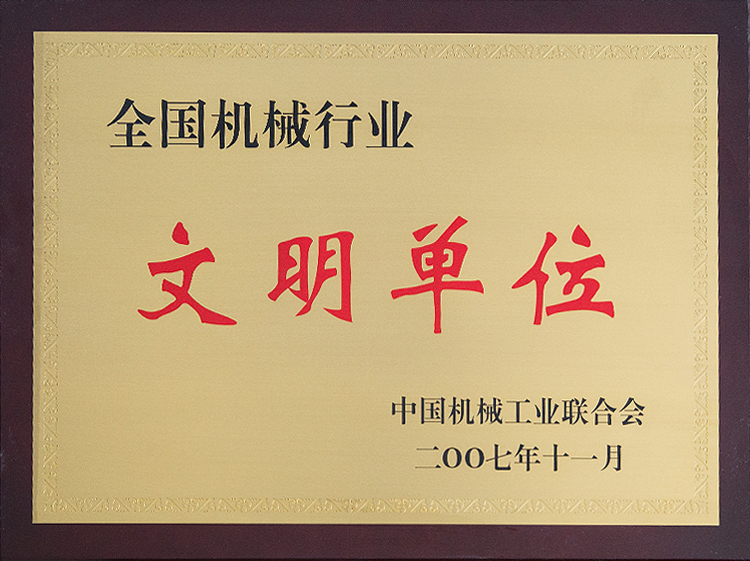 全国机械行业
文明单位
中国机械工业联合会
二OO七年十一月